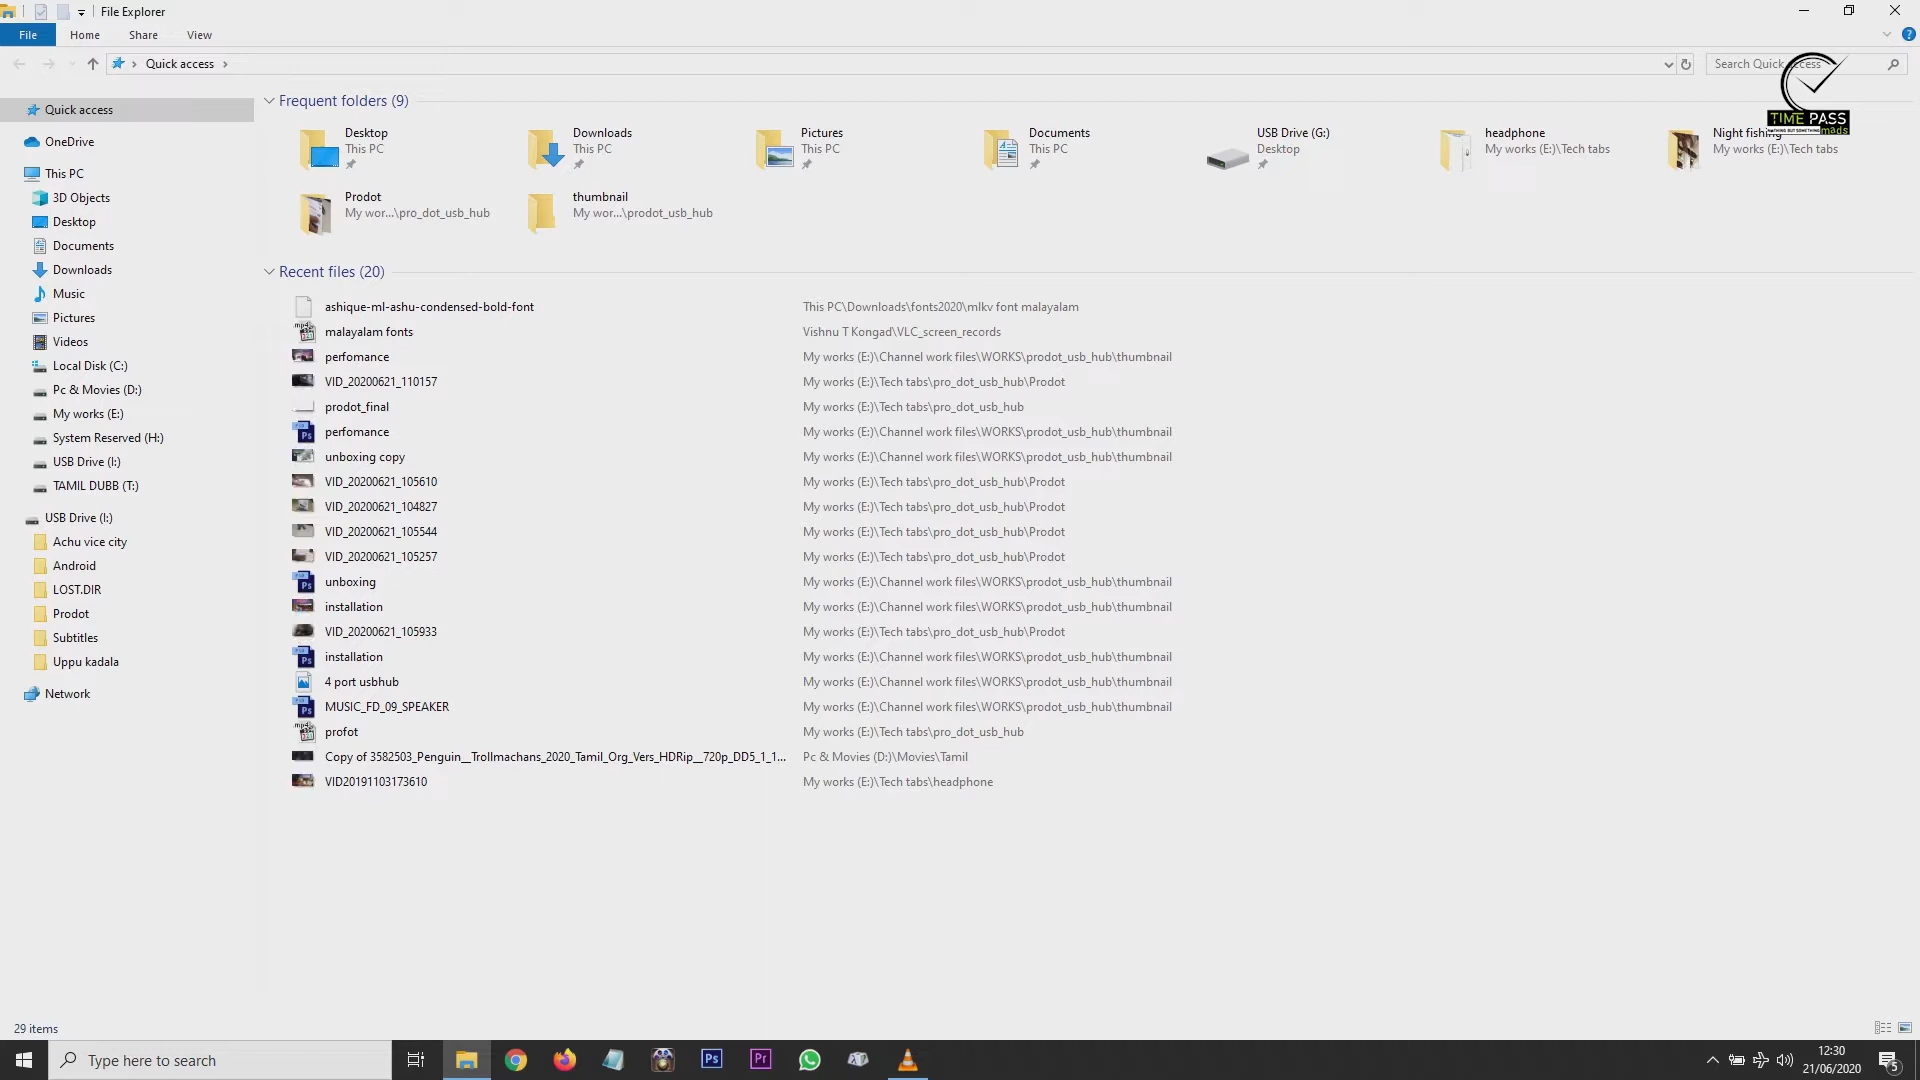 File Explorer
File Home Share View
Quick access
Search Quick access
TIME PASS
NOTHING BUT SOMETHING mads
Quick access
OneDrive
This PC
3D Objects
Desktop
Documents
Downloads
Music
Pictures
Videos
Local Disk (C:)
Pc & Movies (D:)
My works (E:)
System Reserved (H:)
USB Drive (I:)
TAMIL DUBB (T:)
USB Drive (I:)
Achu vice city
Android
LOST.DIR
Prodot
Subtitles
Uppu kadala
Network
Frequent folders (9)
Desktop
This PC
Downloads
This PC
Pictures
This PC
Documents
This PC
USB Drive (G:)
Desktop
headphone
My works (E:)\Tech tabs
Night fishing
My works (E:)\Tech tabs
Prodot
My wor...\pro_dot_usb_hub
thumbnail
My wor...\prodot_usb_hub
Recent files (20)
ashique-ml-ashu-condensed-bold-font This PC\Downloads\fonts2020\mlkv font malayalam
malayalam fonts Vishnu T Kongad\VLC_screen_records
perfomance My works (E:)\Channel work files\WORKS\prodot_usb_hub\thumbnail
VID_20200621_110157 My works (E:)\Tech tabs\pro_dot_usb_hub\Prodot
prodot_final My works (E:)\Tech tabs\pro_dot_usb_hub
perfomance My works (E:)\Channel work files\WORKS\prodot_usb_hub\thumbnail
unboxing copy My works (E:)\Channel work files\WORKS\prodot_usb_hub\thumbnail
VID_20200621_105610 My works (E:)\Tech tabs\pro_dot_usb_hub\Prodot
VID_20200621_104827 My works (E:)\Tech tabs\pro_dot_usb_hub\Prodot
VID_20200621_105544 My works (E:)\Tech tabs\pro_dot_usb_hub\Prodot
VID_20200621_105257 My works (E:)\Tech tabs\pro_dot_usb_hub\Prodot
unboxing My works (E:)\Channel work files\WORKS\prodot_usb_hub\thumbnail
installation My works (E:)\Channel work files\WORKS\prodot_usb_hub\thumbnail
VID_20200621_105933 My works (E:)\Tech tabs\pro_dot_usb_hub\Prodot
installation My works (E:)\Channel work files\WORKS\prodot_usb_hub\thumbnail
4 port usbhub My works (E:)\Channel work files\WORKS\prodot_usb_hub\thumbnail
MUSIC_FD_09_SPEAKER My works (E:)\Channel work files\WORKS\prodot_usb_hub\thumbnail
profot My works (E:)\Tech tabs\pro_dot_usb_hub
Copy of 3582503_Penguin__Trollmachans_2020_Tamil_Org_Vers_HDRip__720p_DD5_1_1... Pc & Movies (D:)\Movies\Tamil
VID20191103173610 My works (E:)\Tech tabs\headphone
29 items
Type here to search
Ps
Pr
12:30
21/06/2020
5